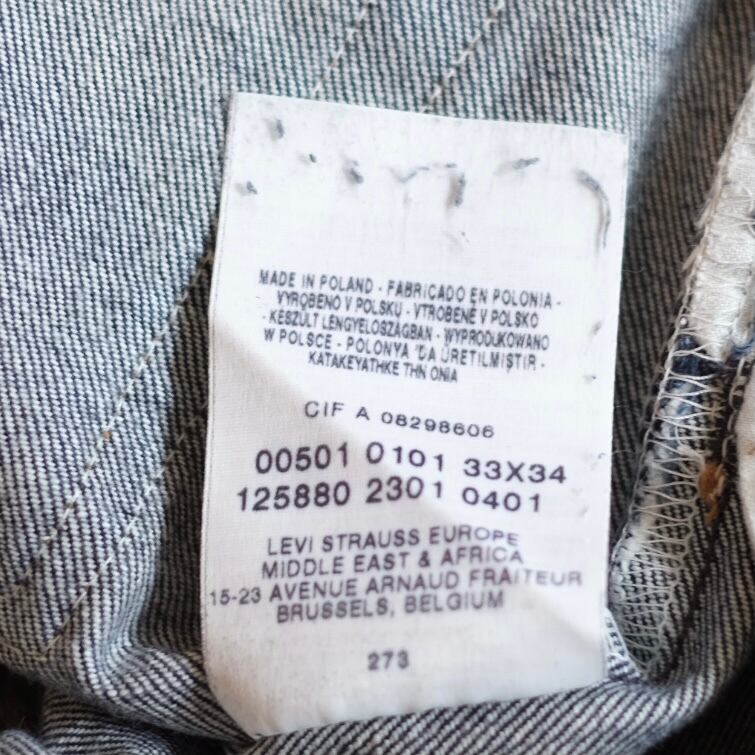 MADE IN POLAND - FABRICADO EN POLONIA -
VYROBENO V POLSKU - VTROBENÉ V POLSKO
- KÉSZÜLT LENGYELOSZÁGBAN - WYPRODUKOWANO
W POLSCE - POLONYA 'DA ÜRETILMIŞTIR -
KATAKEYATHKE THN ONIA
CIF A 08298606
00501 0101 33X34
125880 2301 0401
LEVI STRAUSS EUROPE
MIDDLE EAST & AFRICA
15-23 AVENUE ARNAUD FRAITEUR
BRUSSELS, BELGIUM
273